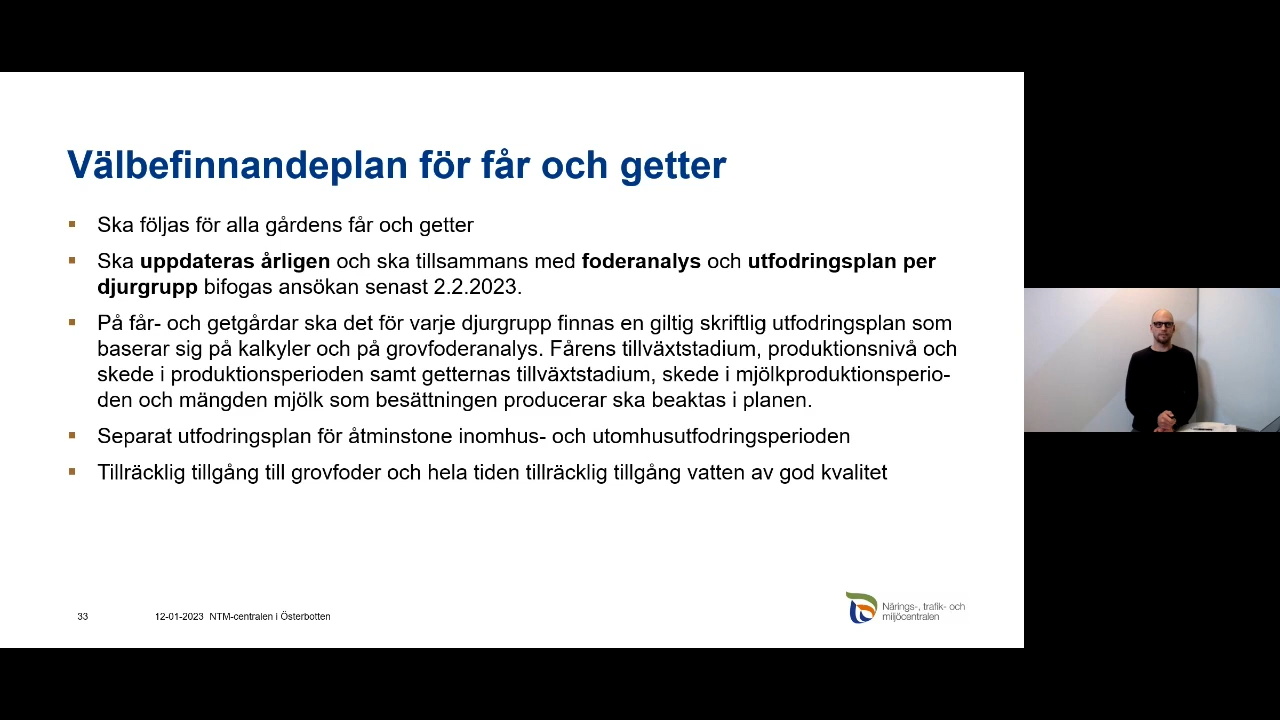 Välbefinnandeplan för får och getter
▪ Ska följas för alla gårdens får och getter
▪ Ska uppdateras årligen och ska tillsammans med foderanalys och utfodringsplan per
djurgrupp bifogas ansökan senast 2.2.2023.
▪ På får- och getgårdar ska det för varje djurgrupp finnas en giltig skriftlig utfodringsplan som
baserar sig på kalkyler och på grovfoderanalys. Fårens tillväxtstadium, produktionsnivå och
skede i produktionsperioden samt getternas tillväxtstadium, skede i mjölkproduktionsperio-
den och mängden mjölk som besättningen producerar ska beaktas i planen.
▪ Separat utfodringsplan för åtminstone inomhus- och utomhusutfodringsperioden
▪ Tillräcklig tillgång till grovfoder och hela tiden tillräcklig tillgång vatten av god kvalitet
33 12-01-2023 NTM-centralen i Österbotten
Närings-, trafik- och
miljöcentralen